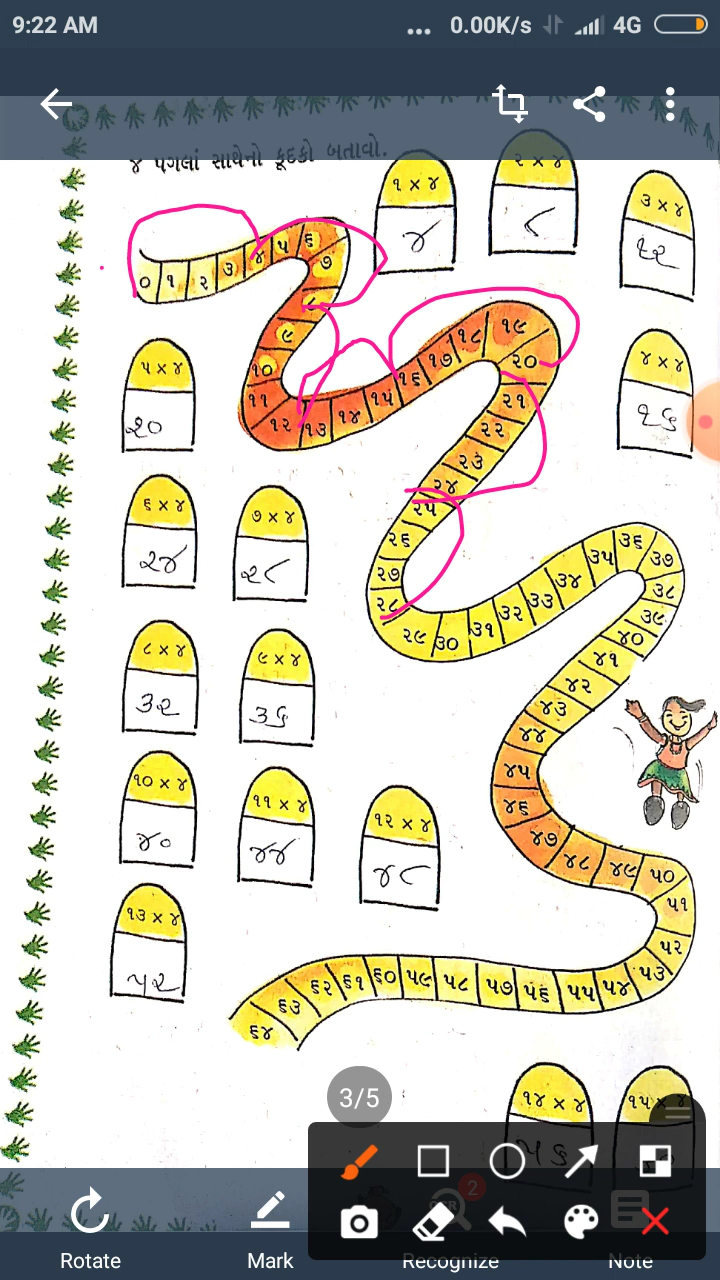 9:22 AM
... 0.00K/s 4G
૪ પગલાં સાથેનો કૂદકો બતાવો.
૧ × ૪
૪
૨ × ૪
૮
૩ × ૪
૧૨
૦ ૧ ૨ ૩ ૪ ૫ ૬ ૭ ૮ ૯ ૧૦ ૧૧ ૧૨ ૧૩ ૧૪ ૧૫ ૧૬ ૧૭ ૧૮ ૧૯ ૨૦ ૨૧ ૨૨ ૨૩ ૨૪ ૨૫ ૨૬ ૨૭ ૨૮ ૨૯ ૩૦ ૩૧ ૩૨ ૩૩ ૩૪ ૩૫ ૩૬ ૩૭ ૩૮ ૩૯ ૪૦ ૪૧ ૪૨ ૪૩ ૪૪ ૪૫ ૪૬ ૪૭ ૪૮ ૪૯ ૫૦ ૫૧ ૫૨ ૫૩ ૫૪ ૫૫ ૫૬ ૫૭ ૫૮ ૫૯ ૬૦ ૬૧ ૬૨ ૬૩ ૬૪
૪ × ૪
૧૬
૫ × ૪
૨૦
૬ × ૪
૨૪
૭ × ૪
૨૮
૮ × ૪
૩૨
૯ × ૪
૩૬
૧૦ × ૪
૪૦
૧૧ × ૪
૪૪
૧૨ × ૪
૪૮
૧૩ × ૪
૫૨
૧૪ × ૪
૫૬
૧૫ × ૪
3/5
2
Rotate
Mark
Recognize
Note